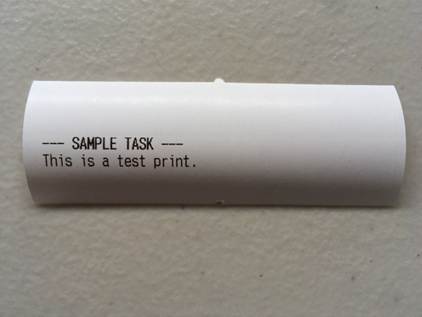 --- SAMPLE TASK ---
This is a test print.